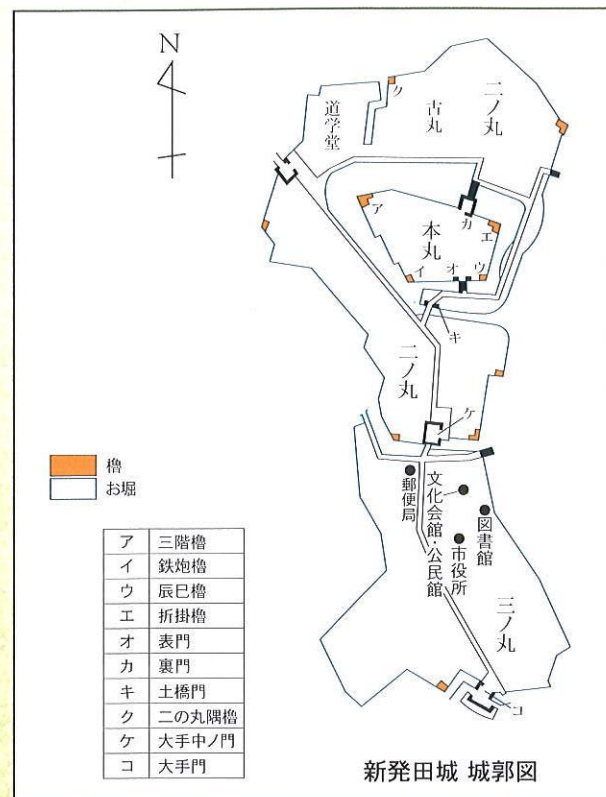 N
道学堂
ク
古丸
二ノ丸
ア
カ
エ
本丸
イ
オ
ウ
キ
二ノ丸
ケ
郵便局
文化会館・公民館
図書館
市役所
三ノ丸
コ
櫓
お堀
ア 三階櫓
イ 鉄炮櫓
ウ 辰巳櫓
エ 折掛櫓
オ 表門
カ 裏門
キ 土橋門
ク 二の丸隅櫓
ケ 大手中ノ門
コ 大手門
新発田城 城郭図